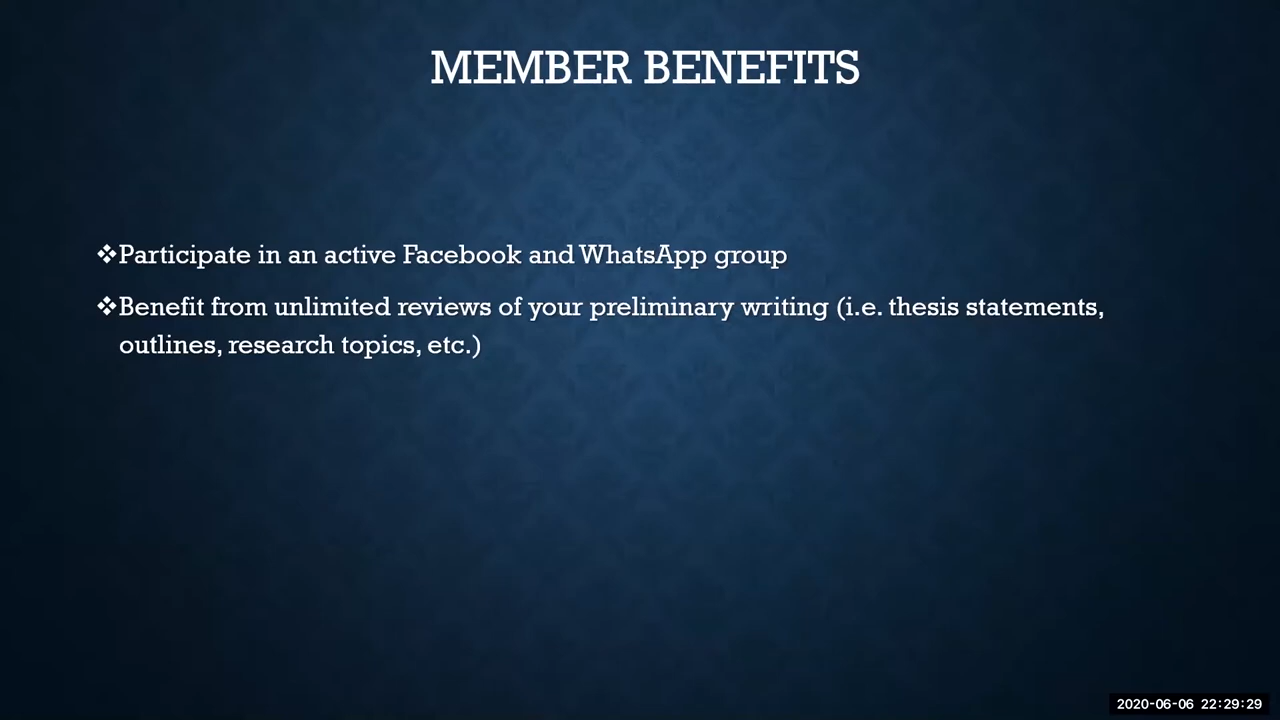 MEMBER BENEFITS
❖Participate in an active Facebook and WhatsApp group
❖Benefit from unlimited reviews of your preliminary writing (i.e. thesis statements,
outlines, research topics, etc.)
2020-06-06 22:29:29